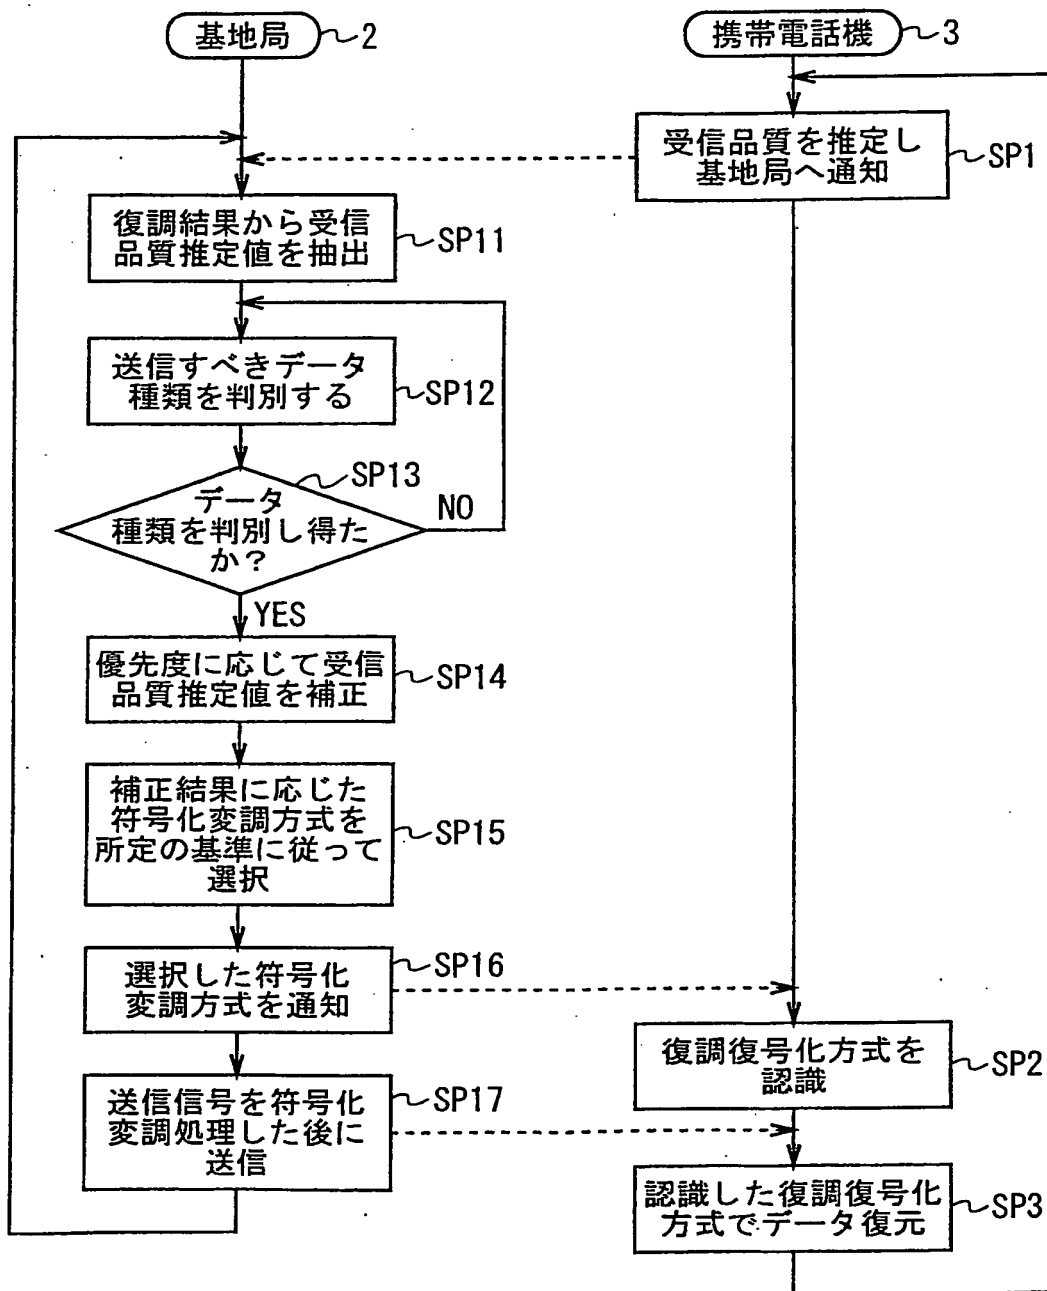 基地局
2
携帯電話機
3
受信品質を推定し
基地局へ通知
SP1
復調結果から受信
品質推定値を抽出
SP11
送信すべきデータ
種類を判別する
SP12
SP13
データ
種類を判別し得た
か?
NO
YES
優先度に応じて受信
品質推定値を補正
SP14
補正結果に応じた
符号化変調方式を
所定の基準に従って
選択
SP15
選択した符号化
変調方式を通知
SP16
復調復号化方式を
認識
SP2
送信信号を符号化
変調処理した後に
送信
SP17
認識した復調復号化
方式でデータ復元
SP3